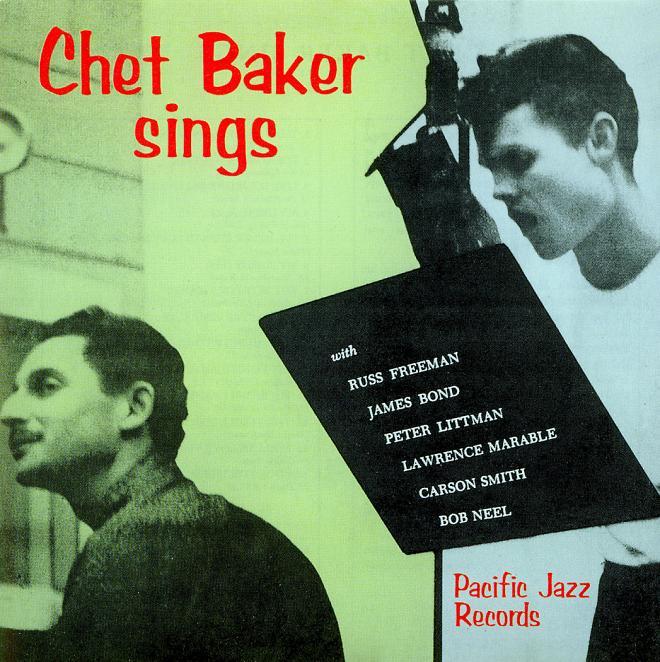 Chet Baker
sings
with
RUSS FREEMAN
JAMES BOND
PETER LITTMAN
LAWRENCE MARABLE
CARSON SMITH
BOB NEEL
Pacific Jazz
Records